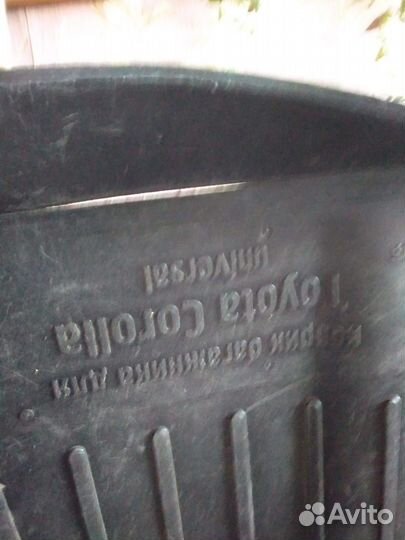 коврик багажника для
Toyota Corolla
universal
Avito